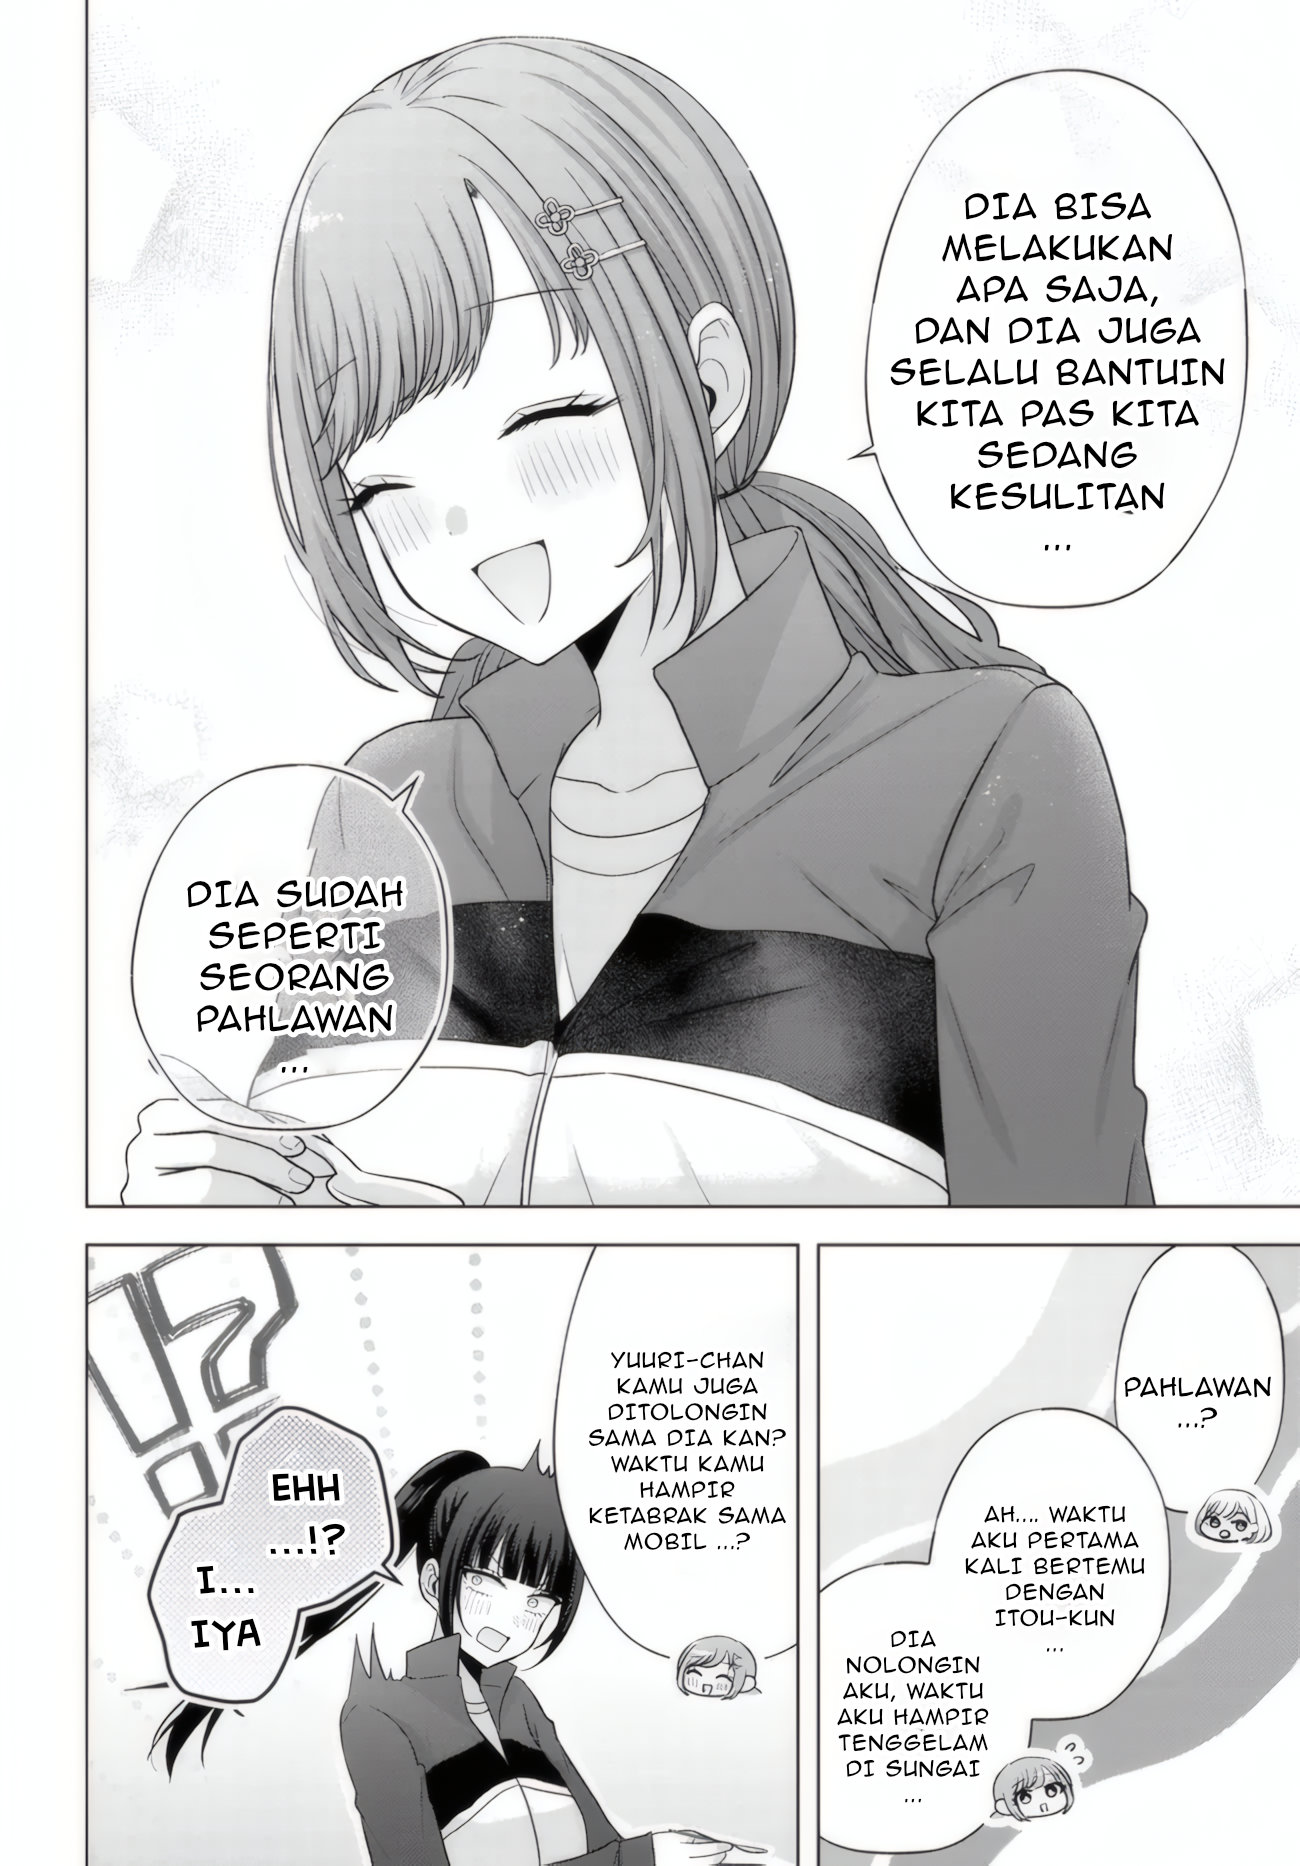 DIA BISA
MELAKUKAN
APA SAJA,
DAN DIA JUGA
SELALU BANTUIN
KITA PAS KITA
SEDANG
KESULITAN
...
DIA SUDAH
SEPERTI
SEORANG
PAHLAWAN
...
PAHLAWAN
...?
AH.... WAKTU
AKU PERTAMA
KALI BERTEMU
DENGAN
ITOU-KUN
...
DIA
NOLONGIN
AKU, WAKTU
AKU HAMPIR
TENGGELAM
DI SUNGAI
...
YUURI-CHAN
KAMU JUGA
DITOLONGIN
SAMA DIA KAN?
WAKTU KAMU
HAMPIR
KETABRAK SAMA
MOBIL ...?
!?
EHH
...!?
I...
IYA